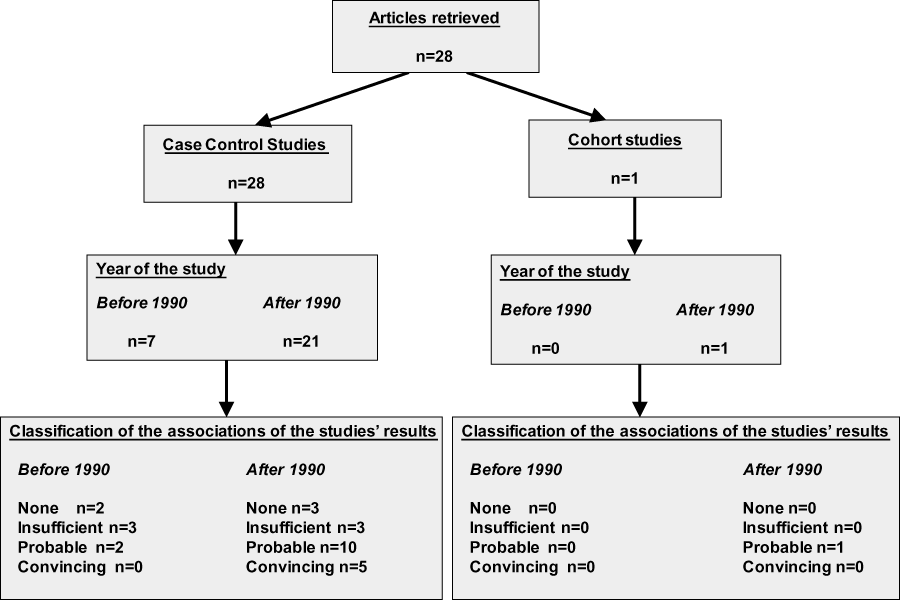 Articles retrieved
n=28
Case Control Studies
n=28
Cohort studies
n=1
Year of the study
Before 1990 After 1990
n=7 n=21
Year of the study
Before 1990 After 1990
n=0 n=1
Classification of the associations of the studies’ results
Before 1990 After 1990
None n=2 None n=3
Insufficient n=3 Insufficient n=3
Probable n=2 Probable n=10
Convincing n=0 Convincing n=5
Classification of the associations of the studies’ results
Before 1990 After 1990
None n=0 None n=0
Insufficient n=0 Insufficient n=0
Probable n=0 Probable n=1
Convincing n=0 Convincing n=0